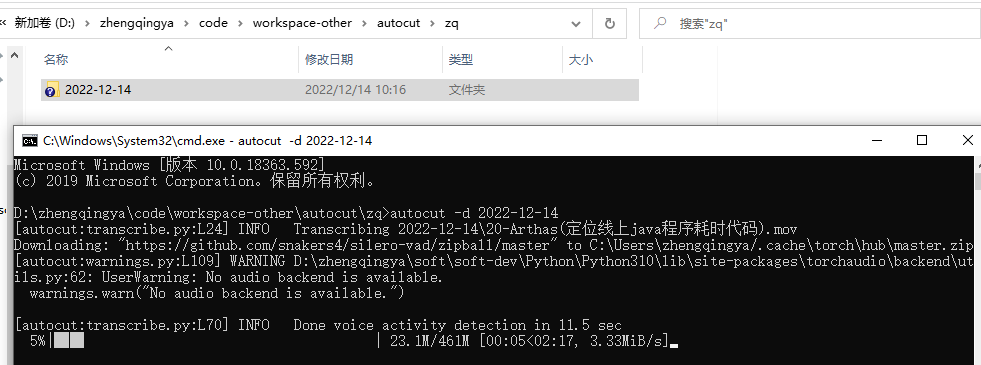 « 新加卷 (D:) › zhengqingya › code › workspace-other › autocut › zq
搜索"zq"
名称 修改日期 类型 大小
2022-12-14 2022/12/14 10:16 文件夹
C:\Windows\System32\cmd.exe - autocut -d 2022-12-14
Microsoft Windows [版本 10.0.18363.592]
(c) 2019 Microsoft Corporation。保留所有权利。
D:\zhengqingya\code\workspace-other\autocut\zq>autocut -d 2022-12-14
[autocut:transcribe.py:L24] INFO Transcribing 2022-12-14\20-Arthas(定位线上java程序耗时代码).mov
Downloading: "https://github.com/snakers4/silero-vad/zipball/master" to C:\Users\zhengqingya/.cache\torch\hub\master.zip
[autocut:warnings.py:L109] WARNING D:\zhengqingya\soft\soft-dev\Python\Python310\lib\site-packages\torchaudio\backend\ut
ils.py:62: UserWarning: No audio backend is available.
warnings.warn("No audio backend is available.")
[autocut:transcribe.py:L70] INFO Done voice activity detection in 11.5 sec
5%| | 23.1M/461M [00:05<02:17, 3.33MiB/s]